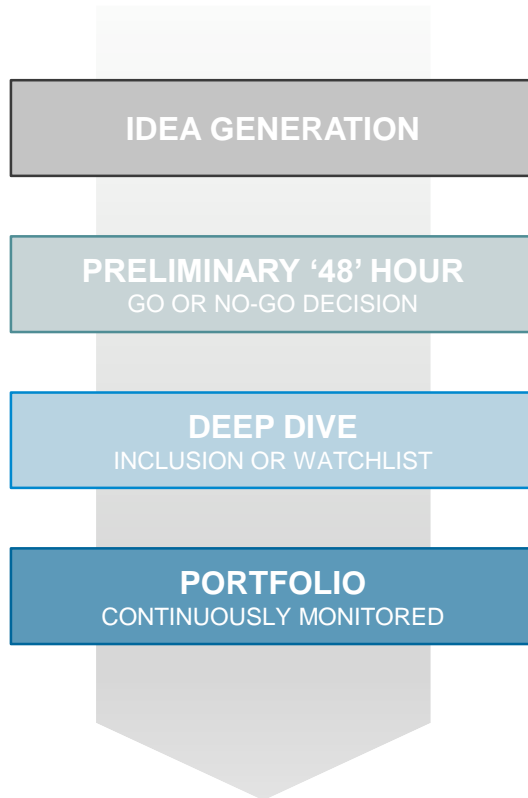 IDEA GENERATION
PRELIMINARY ‘48’ HOUR
GO OR NO-GO DECISION
DEEP DIVE
INCLUSION OR WATCHLIST
PORTFOLIO
CONTINUOUSLY MONITORED